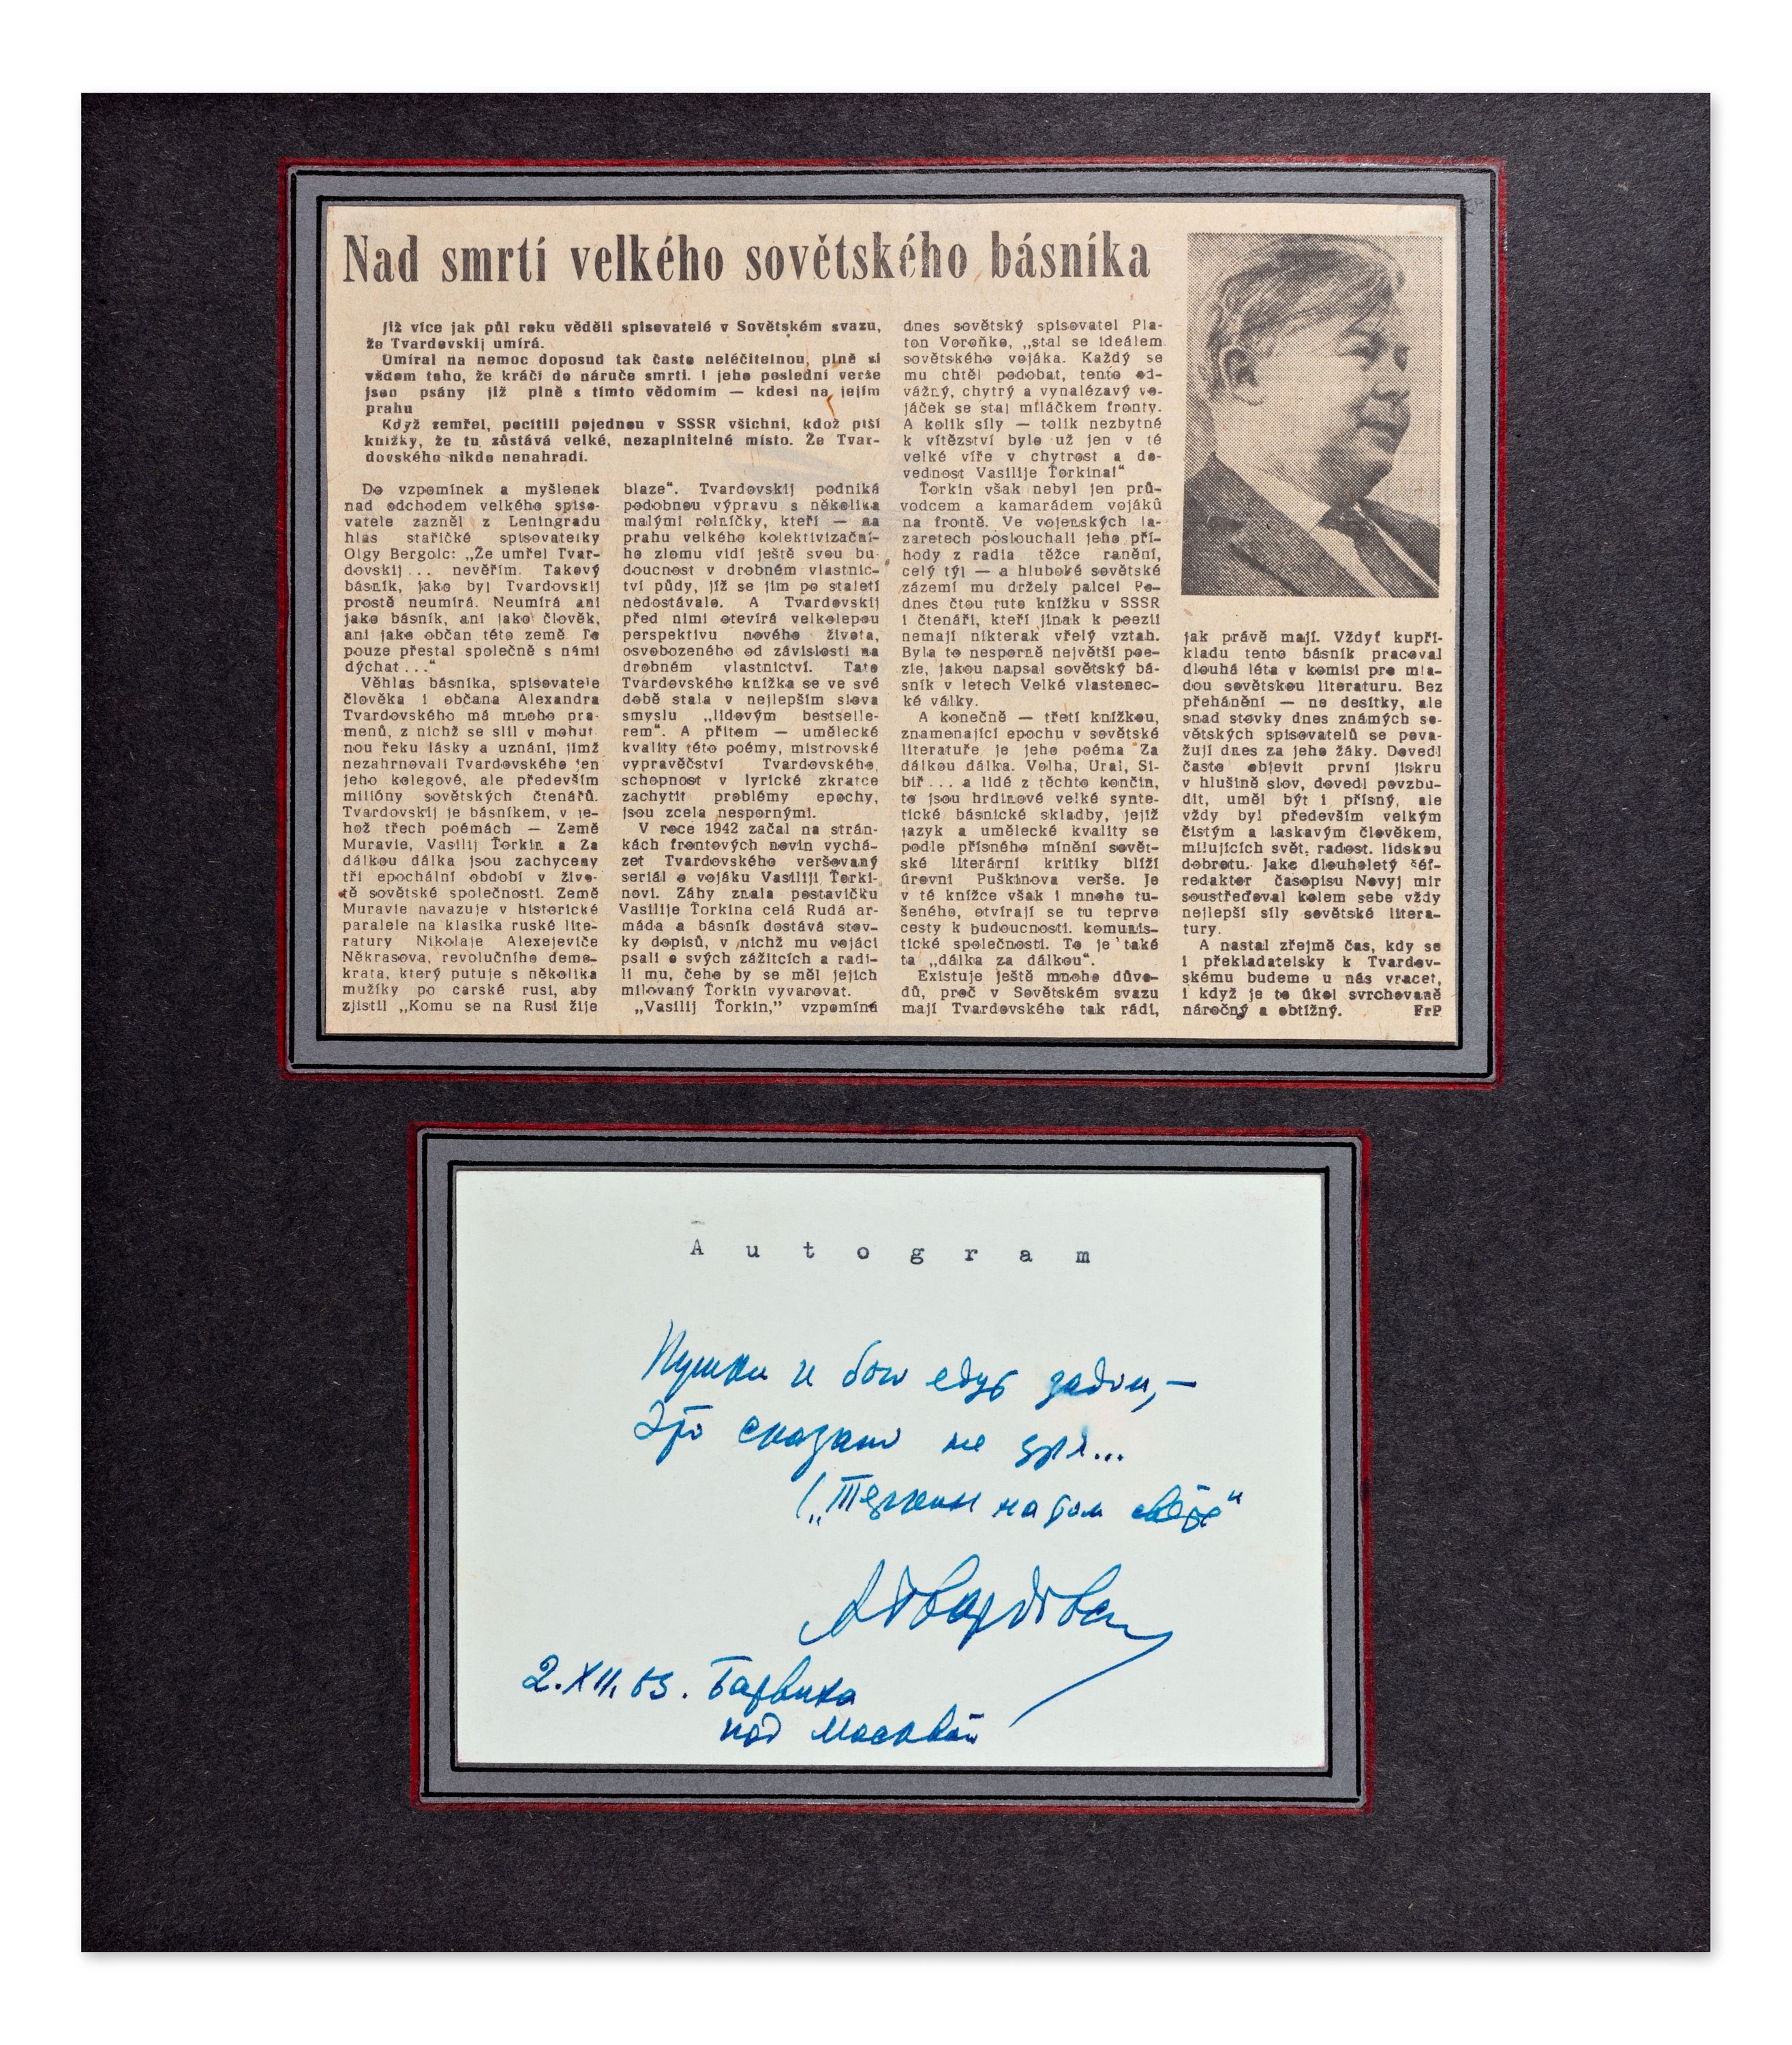 Nad smrtí velkého sovětského básníka
Již více jak půl roku věděli spisovatelé v Sovětském svazu,
že Tvardovskij umírá.
Umíral na nemoc doposud tak často neléčitelnou, plně si
vědom toho, že kráčí do náruče smrti. I jeho poslední verše
jsou psány již plně s tímto vědomím — kdesi na jejím
prahu
Když zemřel, pocítili pojednou v SSSR všichni, kdož píší
knížky, že tu zůstává velké, nezaplnitelné místo. Že Tvar-
dovského nikdo nenahradí.
Do vzpomínek a myšlenek
nad odchodem velkého spiso-
vatele zazněl z Leningradu
hlas stařičké spisovatelky
Olgy Bergolc: „Že umřel Tvar-
dovskij... nevěřím. Takový
básník, jako byl Tvardovskij
prostě neumírá. Neumírá ani
jako básník, ani jako člověk,
ani jako občan této země. To
pouze přestal společně s námi
dýchat...“
Věhlas básníka, spisovatele
člověka i občana Alexandra
Tvardovského má mnoho pra-
menů, z nichž se slil v mohut-
nou řeku lásky a uznání, jímž
nezahrnovali Tvardovského jen
jeho kolegové, ale především
milióny sovětských čtenářů.
Tvardovskij je básníkem, v je-
hož třech poémách — Země
Muravie, Vasilij Ťorkin a Za
dálkou dálka jsou zachyceny
tři epochální období v živo-
tě sovětské společnosti. Země
Muravie navazuje v historické
paralele na klasika ruské lite-
ratury Nikolaje Alexejeviče
Někrasova, revolučního demo-
krata, který putuje s několika
mužíky po carské rusi, aby
zjistil „Komu se na Rusi žije
blaze“. Tvardovskij podniká
podobnou výpravu s několika
malými rolníčky, kteří — na
prahu velkého kolektivizační-
ho zlomu vidí ještě svou bu-
doucnost v drobném vlastnic-
tví půdy, jíž se jim po staletí
nedostávalo. A Tvardovskij
před nimi otevírá velkolepou
perspektivu nového života,
osvobozeného od závislosti na
drobném vlastnictví. Tato
Tvardovského knížka se ve své
době stala v nejlepším slova
smyslu „lidovým bestselle-
rem“. A přitom — umělecké
kvality této poémy, mistrovské
vypravěčství Tvardovského,
schopnost v lyrické zkratce
zachytit problémy epochy,
jsou zcela nespornými.
V roce 1942 začal na strán-
kách frontových novin vychá-
zet Tvardovského veršovaný
seriál o vojáku Vasiliji Ťorki-
novi. Záhy znala postavičku
Vasilije Ťorkina celá Rudá ar-
máda a básník dostává stov-
ky dopisů, v nichž mu vojáci
psali o svých zážitcích a radi-
li mu, čeho by se měl jejich
milovaný Ťorkin vyvarovat.
„Vasilij Ťorkin,” vzpomíná
dnes sovětský spisovatel Pla-
ton Voroňko, „stal se ideálem
sovětského vojáka. Každý se
mu chtěl podobat, tento od-
vážný, chytrý a vynalézavý vo-
jáček se stal miláčkem fronty.
A kolik síly — tolik nezbytné
k vítězství bylo už jen v té
velké víře v chytrost a do-
vednost Vasilije Ťorkina!“
Ťorkin však nebyl jen prů-
vodcem a kamarádem vojáků
na frontě. Ve vojenských la-
zaretech poslouchali jeho pří-
hody z radia těžce ranění,
celý týl — a hluboké sovětské
zázemí mu držely palce! Po-
dnes čtou tuto knížku v SSSR
i čtenáři, kteří jinak k poezii
nemají nikterak vřelý vztah.
Byla to nesporně největší poe-
zie, jakou napsal sovětský bá-
sník v letech Velké vlastenec-
ké války.
A konečně — třetí knížkou,
znamenající epochu v sovětské
literatuře je jeho poéma Za
dálkou dálka. Volha, Ural, Si-
biř... a lidé z těchto končin,
to jsou hrdinové velké synte-
tické básnické skladby, jejíž
jazyk a umělecké kvality se
podle přísného mínění sovět-
ské literární kritiky blíží
úrovni Puškinova verše. Je
v té knížce však i mnoho tu-
šeného, otvírají se tu teprve
cesty k budoucnosti. komunis-
tické společnosti. To je také
ta „dálka za dálkou“.
Existuje ještě mnoho důvo-
dů, proč v Sovětském svazu
mají Tvardovského tak rádi,
jak právě mají. Vždyť kupří-
kladu tento básník pracoval
dlouhá léta v komisi pro mla-
dou sovětskou literaturu. Bez
přehánění — ne desítky, ale
snad stovky dnes známých so-
větských spisovatelů se pova-
žují dnes za jeho žáky. Dovedl
často objevit první jiskru
v hlušině slov, dovedl povzbu-
dit, uměl být i přísný, ale
vždy byl především velkým
čistým a laskavým člověkem,
milujících svět, radost. lidskou
dobrotu. Jako dlouholetý šéf-
redaktor časopisu Novyj mir
soustřeďoval kolem sebe vždy
nejlepší síly sovětské litera-
tury.
A nastal zřejmě čas, kdy se
i překladatelsky k Tvardov-
skému budeme u nás vracet,
i když je to úkol svrchovaně
náročný a obtížný. FrP
Autogram
Пушки к бою едут задом,—
Это сказано не зря...
(„Теркин на том свете“
АТвардовск
2.XII.65. Барвиха
под Москвой